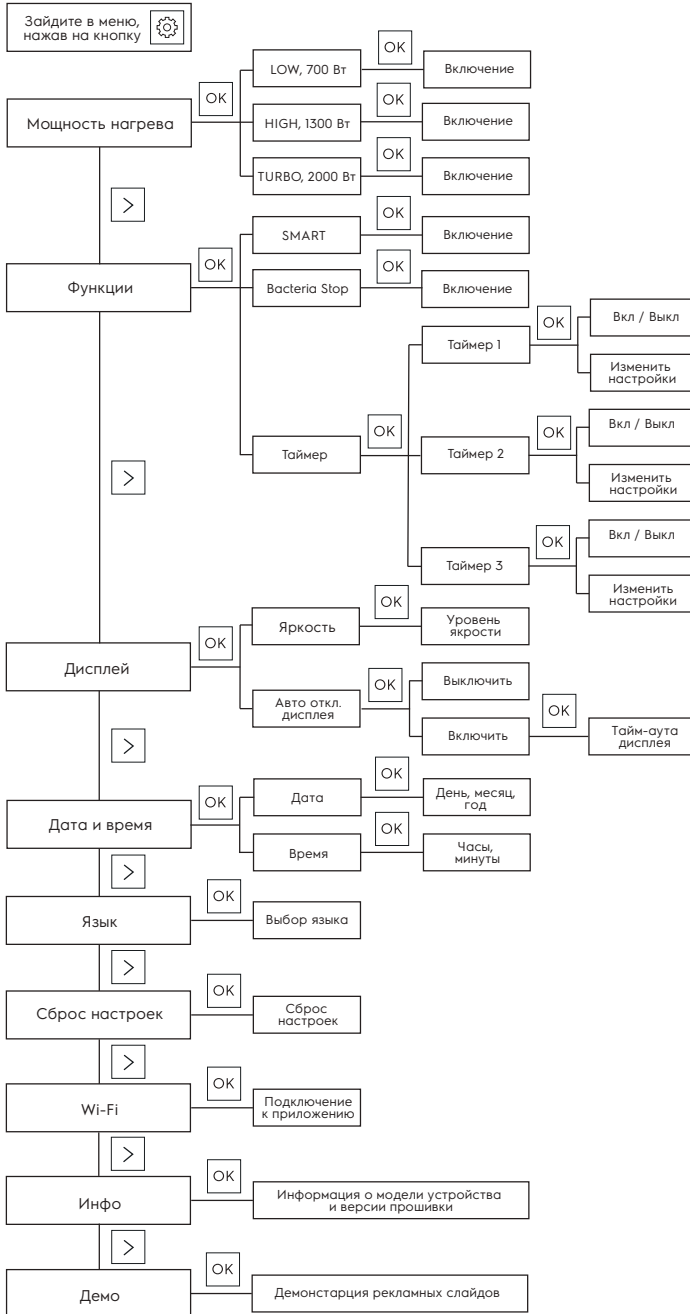 Зайдите в меню,
нажав на кнопку
Мощность нагрева
OK
LOW, 700 Вт
OK
Включение
HIGH, 1300 Вт
OK
Включение
TURBO, 2000 Вт
OK
Включение
>
Функции
OK
SMART
OK
Включение
Bacteria Stop
OK
Включение
Таймер
OK
Таймер 1
OK
Вкл / Выкл
Изменить
настройки
Таймер 2
OK
Вкл / Выкл
Изменить
настройки
Таймер 3
OK
Вкл / Выкл
Изменить
настройки
>
Дисплей
OK
Яркость
OK
Уровень
якрости
Авто откл.
дисплея
OK
Выключить
Включить
OK
Тайм-аута
дисплея
>
Дата и время
OK
Дата
OK
День, месяц,
год
Время
OK
Часы,
минуты
>
Язык
OK
Выбор языка
>
Сброс настроек
OK
Сброс
настроек
>
Wi-Fi
OK
Подключение
к приложению
>
Инфо
OK
Информация о модели устройства
и версии прошивки
>
Демо
OK
Демонстарция рекламных слайдов